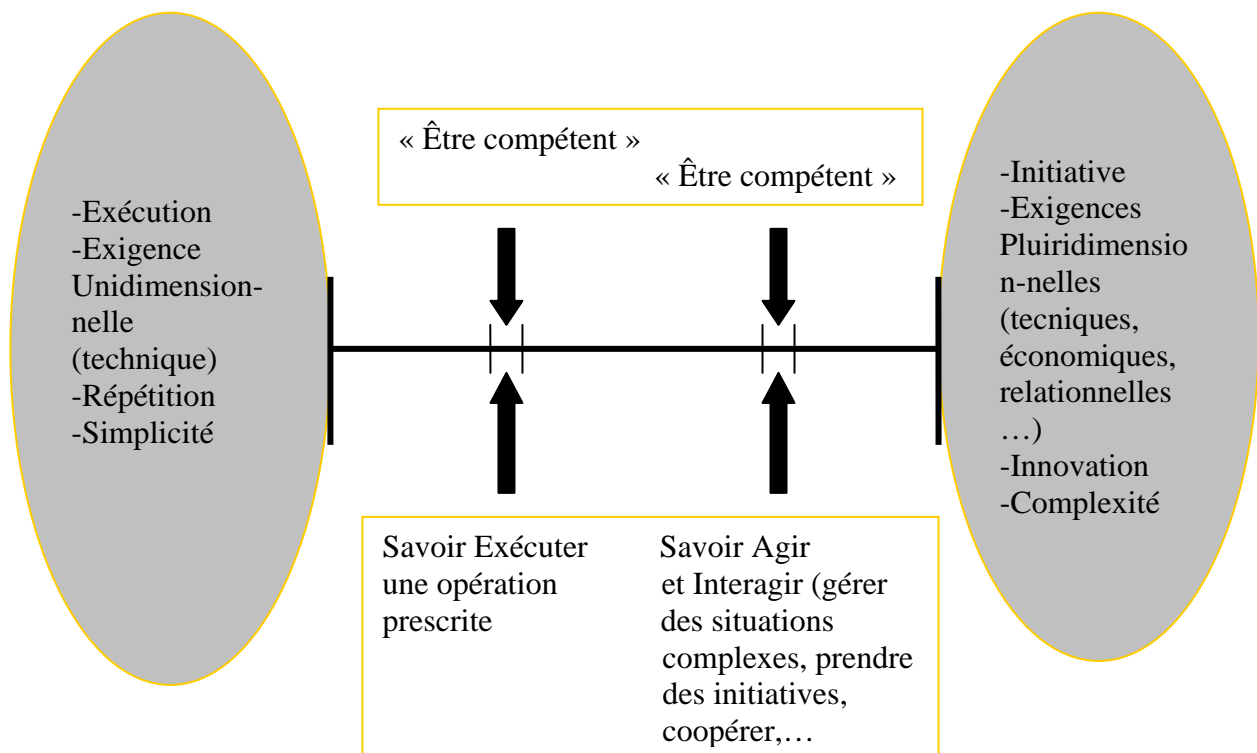 -Exécution
-Exigence
Unidimension-
nelle
(technique)
-Répétition
-Simplicité
« Être compétent »
« Être compétent »
Savoir Exécuter
une opération
prescrite
Savoir Agir
et Interagir (gérer
des situations
complexes, prendre
des initiatives,
coopérer,…
-Initiative
-Exigences
Pluiridimensio
n-nelles
(tecniques,
économiques,
relationnelles
…)
-Innovation
-Complexité